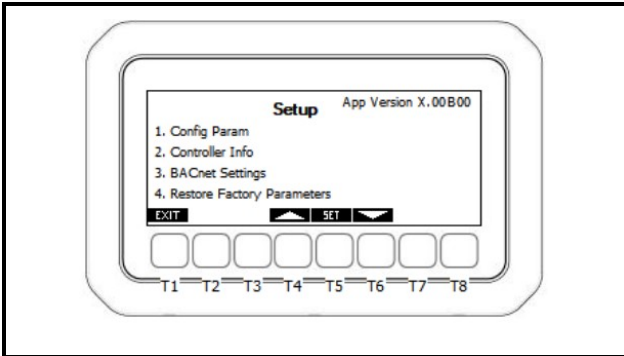 Setup App Version X.00B00
1. Config Param
2. Controller Info
3. BACnet Settings
4. Restore Factory Parameters
EXIT SET
T1 T2 T3 T4 T5 T6 T7 T8